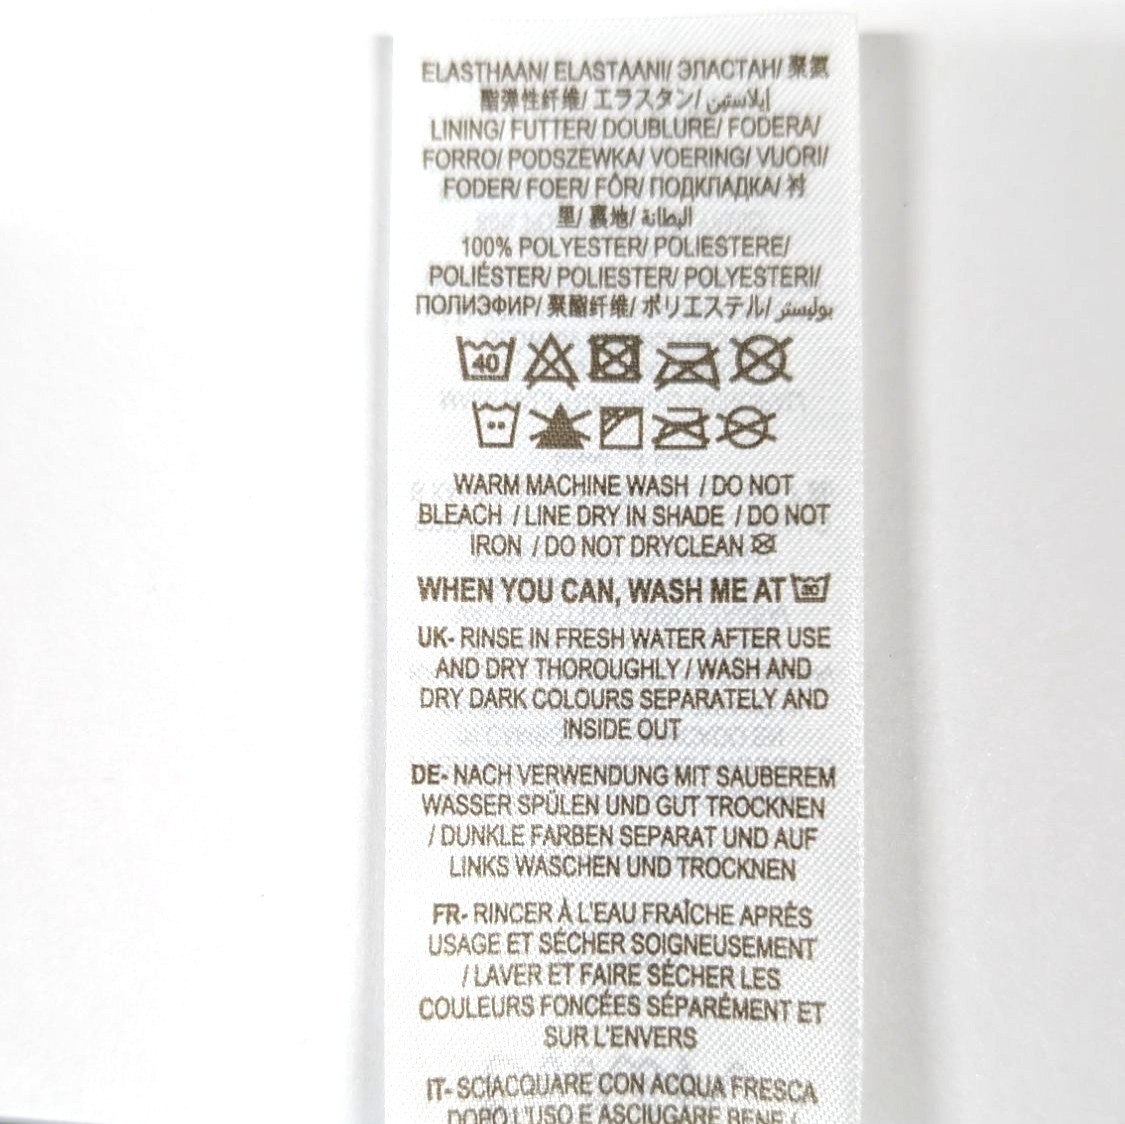 ELASTHAAN/ ELASTAANI/ ЭЛАСТАН/ 聚氨
酯弹性纤维/ エラスタン/ إيلاستين
LINING/ FUTTER/ DOUBLURE/ FODERA/
FORRO/ PODSZEWKA/ VOERING/ VUORI/
FODER/ FOER/ FÔR/ ПОДКЛАДКА/ 衬
里/ 裏地/ البطانة
100% POLYESTER/ POLIESTERE/
POLIÉSTER/ POLIESTER/ POLYESTERI/
ПОЛИЭФИР/ 聚酯纤维/ ポリエステル/ بوليستر
40
WARM MACHINE WASH / DO NOT
BLEACH / LINE DRY IN SHADE / DO NOT
IRON / DO NOT DRYCLEAN
WHEN YOU CAN, WASH ME AT 30
UK- RINSE IN FRESH WATER AFTER USE
AND DRY THOROUGHLY / WASH AND
DRY DARK COLOURS SEPARATELY AND
INSIDE OUT
DE- NACH VERWENDUNG MIT SAUBEREM
WASSER SPÜLEN UND GUT TROCKNEN
/ DUNKLE FARBEN SEPARAT UND AUF
LINKS WASCHEN UND TROCKNEN
FR- RINCER À L'EAU FRAÎCHE APRÈS
USAGE ET SÉCHER SOIGNEUSEMENT
/ LAVER ET FAIRE SÉCHER LES
COULEURS FONCÉES SÉPARÉMENT ET
SUR L'ENVERS
IT- SCIACQUARE CON ACQUA FRESCA
DOPO L'USO E ASCIUGARE BENE /